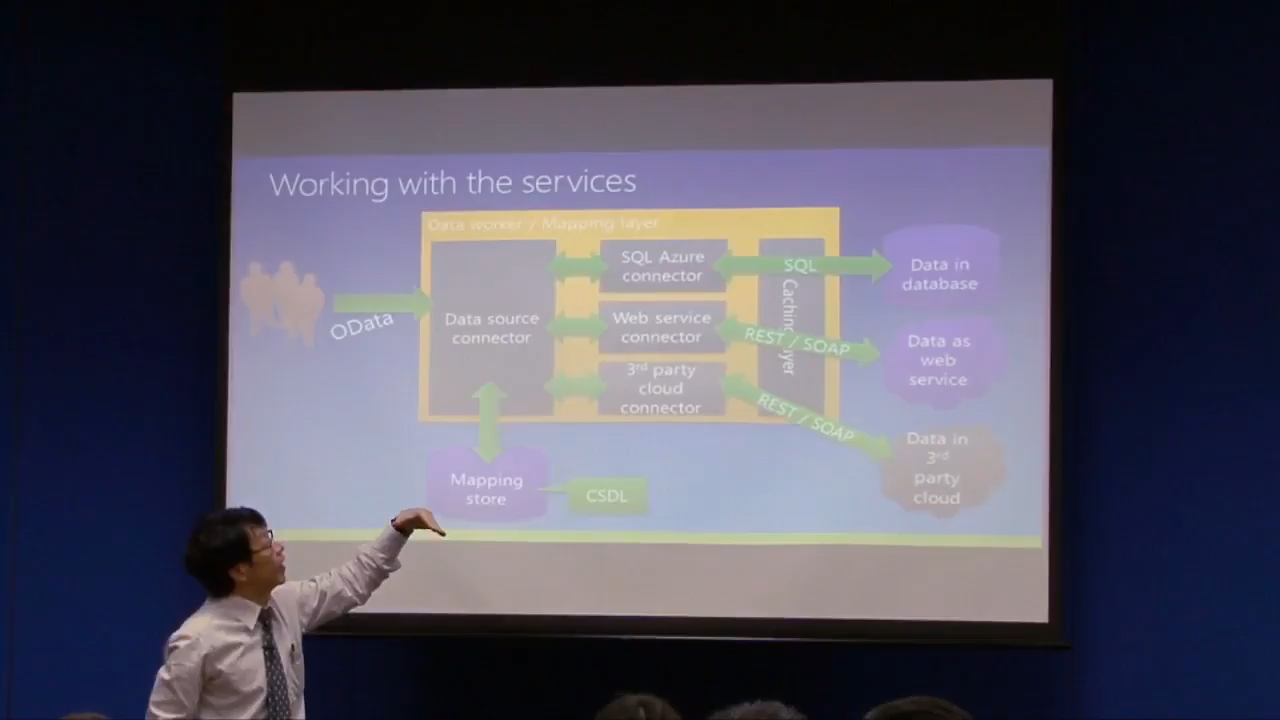 Working with the services
Data worker / Mapping layer
OData
Data source
connector
SQL Azure
connector
Web service
connector
3rd party
cloud
connector
SQL
REST / SOAP
REST / SOAP
Data in
database
Data as
web
service
Data in
3rd
party
cloud
Mapping
store
CSDL